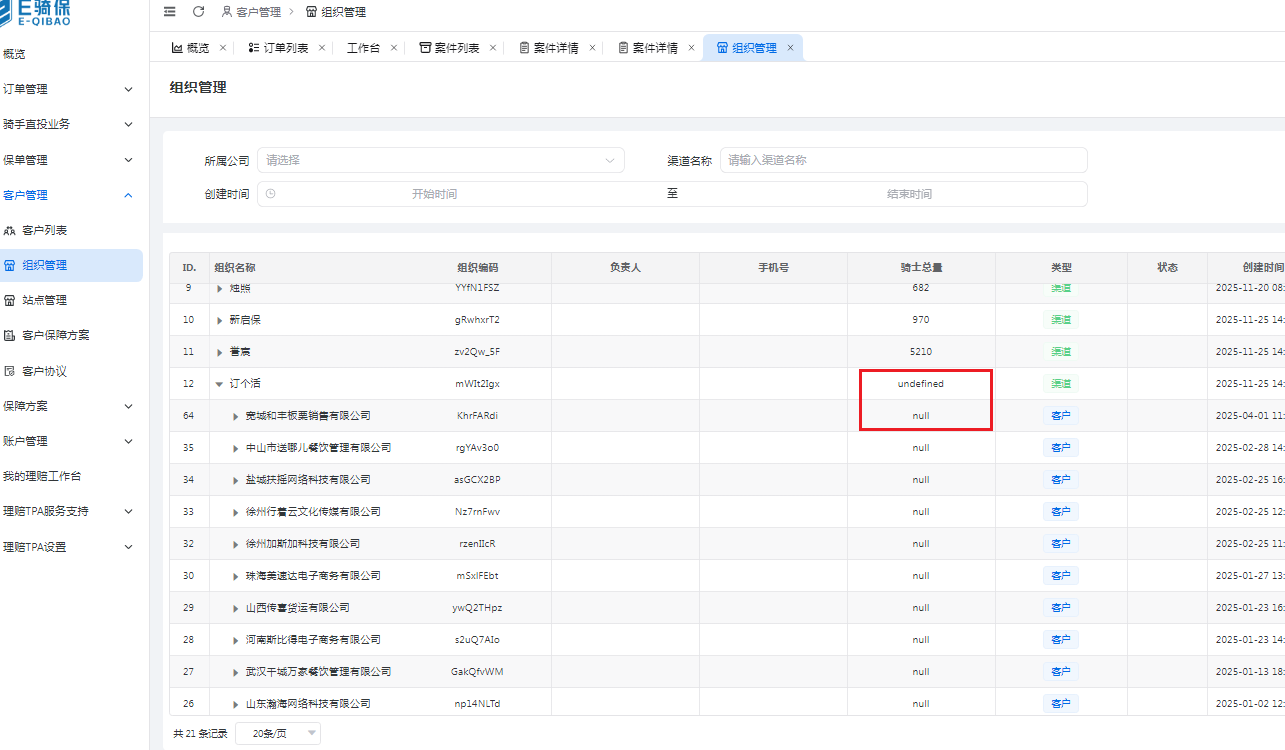 E骑保
E-QIBAO
客户管理 > 组织管理
概览 × 订单列表 × 工作台 × 案件列表 × 案件详情 × 案件详情 × 组织管理 ×
概览
订单管理
骑手直投业务
保单管理
客户管理
客户列表
组织管理
站点管理
客户保障方案
客户协议
保障方案
账户管理
我的理赔工作台
理赔TPA服务支持
理赔TPA设置
组织管理
所属公司 请选择 渠道名称 请输入渠道名称
创建时间 开始时间 至 结束时间
ID. 组织名称 组织编码 负责人 手机号 骑士总量 类型 状态 创建时间
9 烛照 YYfN1FSZ 682 渠道 2025-11-20 08:
10 新启保 gRwhxrT2 970 渠道 2025-11-25 14:
11 誉宸 zv2Qw_5F 5210 渠道 2025-11-25 14:
12 订个活 mWIt2Igx undefined 渠道 2025-11-25 14:
64 宽城和丰板栗销售有限公司 KhrFARdi null 客户 2025-04-01 11:
35 中山市送哪儿餐饮管理有限公司 rgYAv3o0 null 客户 2025-02-28 14:
34 盐城扶摇网络科技有限公司 asGCX2BP null 客户 2025-02-25 16:
33 徐州行着云文化传媒有限公司 Nz7rnFwv null 客户 2025-02-25 12:
32 徐州加斯加科技有限公司 rzenIIcR null 客户 2025-02-25 11:
30 珠海美速达电子商务有限公司 mSxIFEbt null 客户 2025-01-27 13:
29 山西传喜货运有限公司 ywQ2THpz null 客户 2025-01-23 16:
28 河南斯比得电子商务有限公司 s2uQ7AIo null 客户 2025-01-23 14:
27 武汉千城万家餐饮管理有限公司 GakQfvWM null 客户 2025-01-13 18:
26 山东瀚海网络科技有限公司 np14NLTd null 客户 2025-01-02 12:
共 21 条记录 20条/页